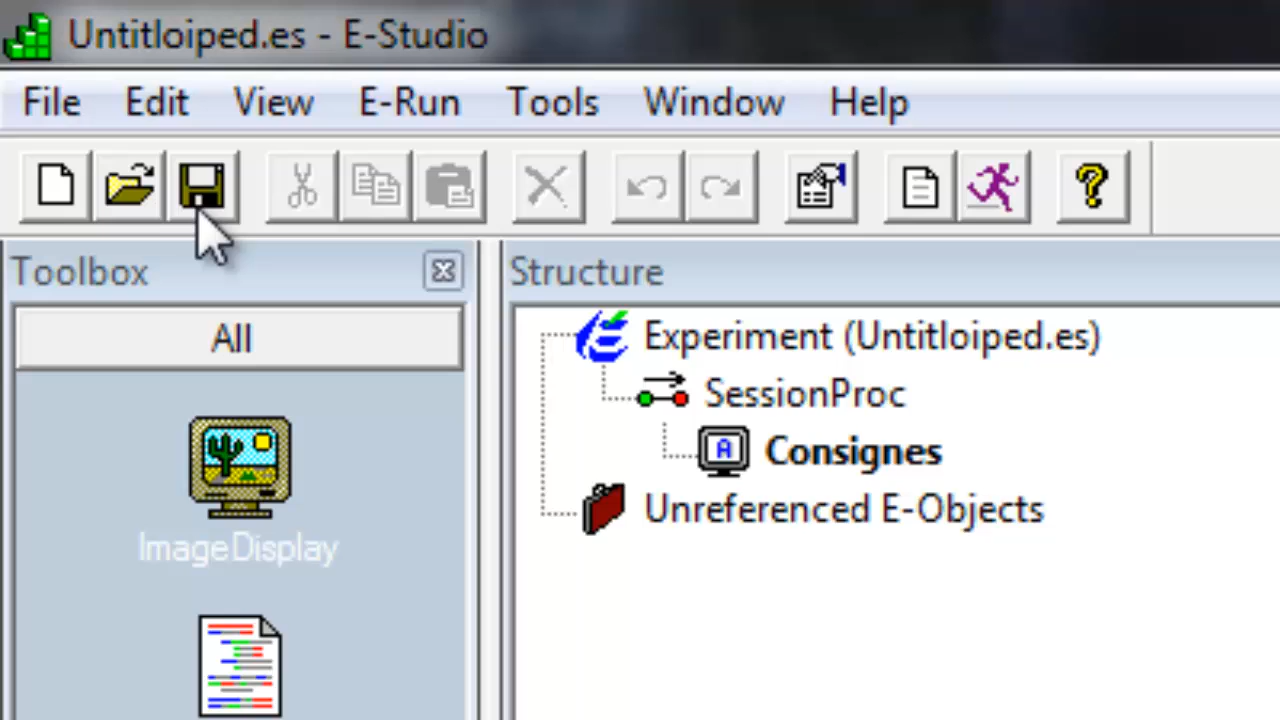 Untitloiped.es - E-Studio
File Edit View E-Run Tools Window Help
Toolbox
Structure
All
Experiment (Untitloiped.es)
SessionProc
A
Consignes
Unreferenced E-Objects
ImageDisplay